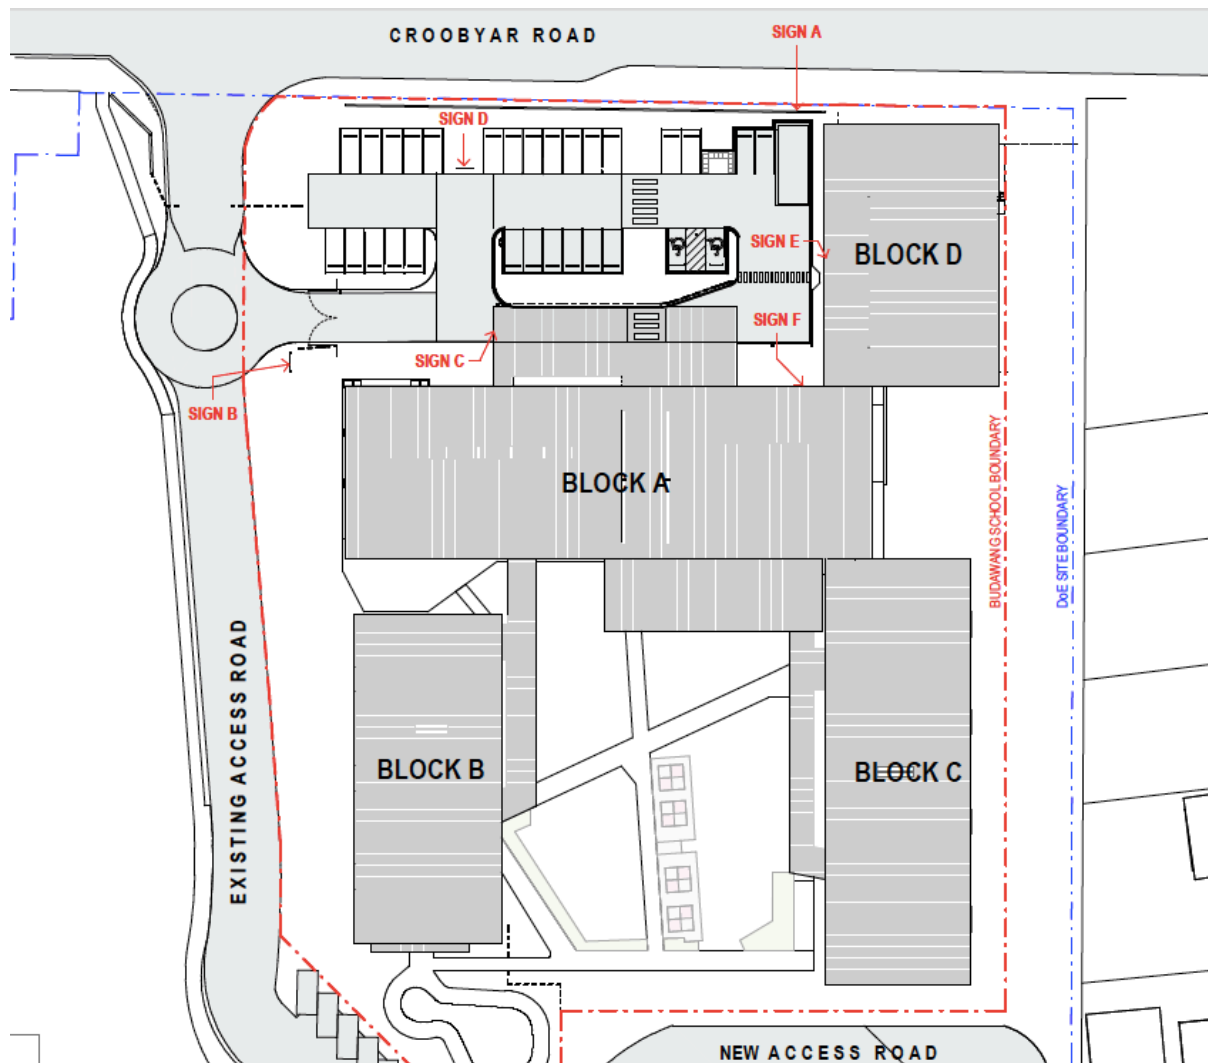 SIGN A
CROOBYAR ROAD
SIGN D
SIGN E
BLOCK D
SIGN F
SIGN C
SIGN B
BLOCK A
BUDAWANG SCHOOL BOUNDARY
DoE SITE BOUNDARY
EXISTING ACCESS ROAD
BLOCK B
BLOCK C
NEW ACCESS ROAD